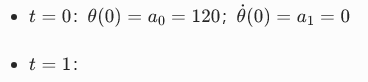 • t = 0: θ(0) = a₀ = 120; θ̇(0) = a₁ = 0
• t = 1: